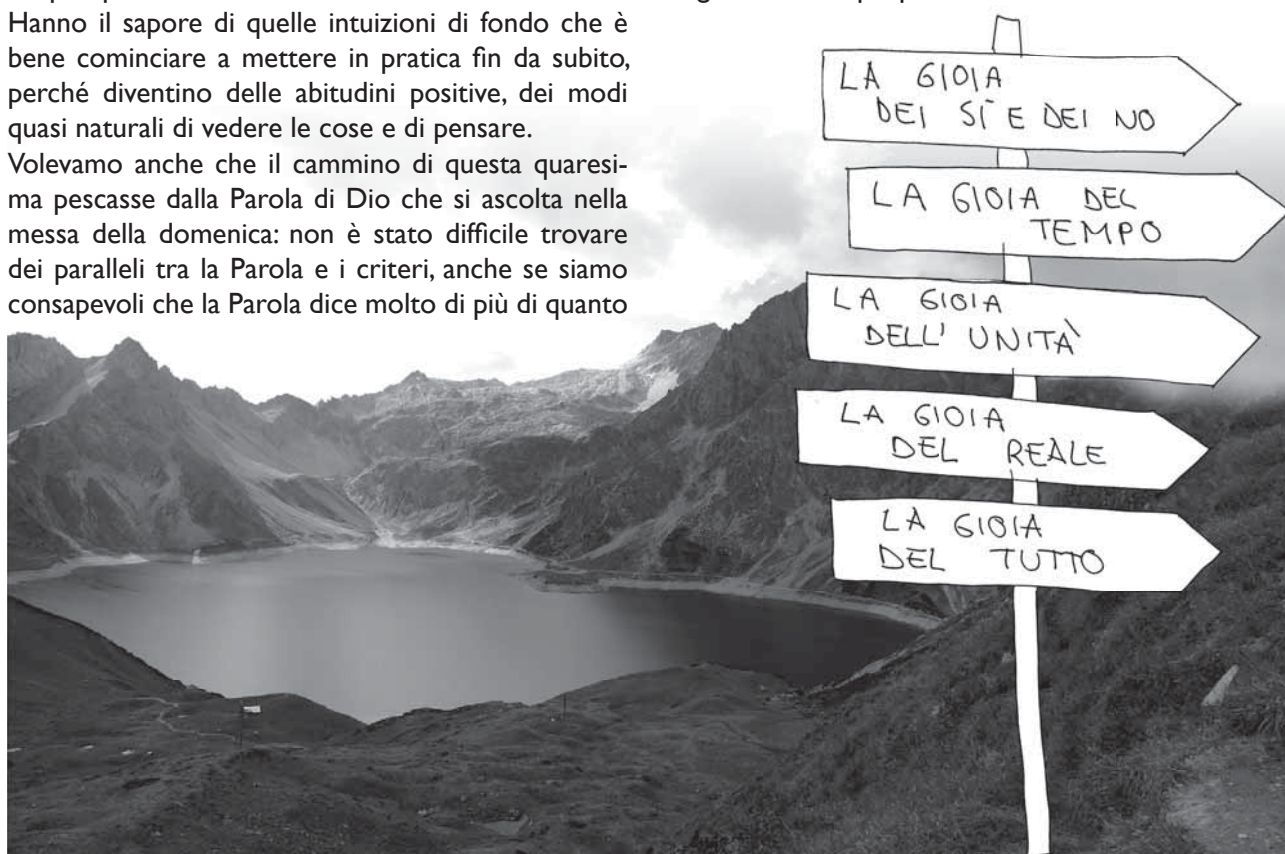 Hanno il sapore di quelle intuizioni di fondo che è
bene cominciare a mettere in pratica fin da subito,
perché diventino delle abitudini positive, dei modi
quasi naturali di vedere le cose e di pensare.
Volevamo anche che il cammino di questa quaresi-
ma pescasse dalla Parola di Dio che si ascolta nella
messa della domenica: non è stato difficile trovare
dei paralleli tra la Parola e i criteri, anche se siamo
consapevoli che la Parola dice molto di più di quanto
LA GIOIA
DEI SÌ E DEI NO
LA GIOIA DEL
TEMPO
LA GIOIA
DELL' UNITÀ
LA GIOIA
DEL REALE
LA GIOIA
DEL TUTTO